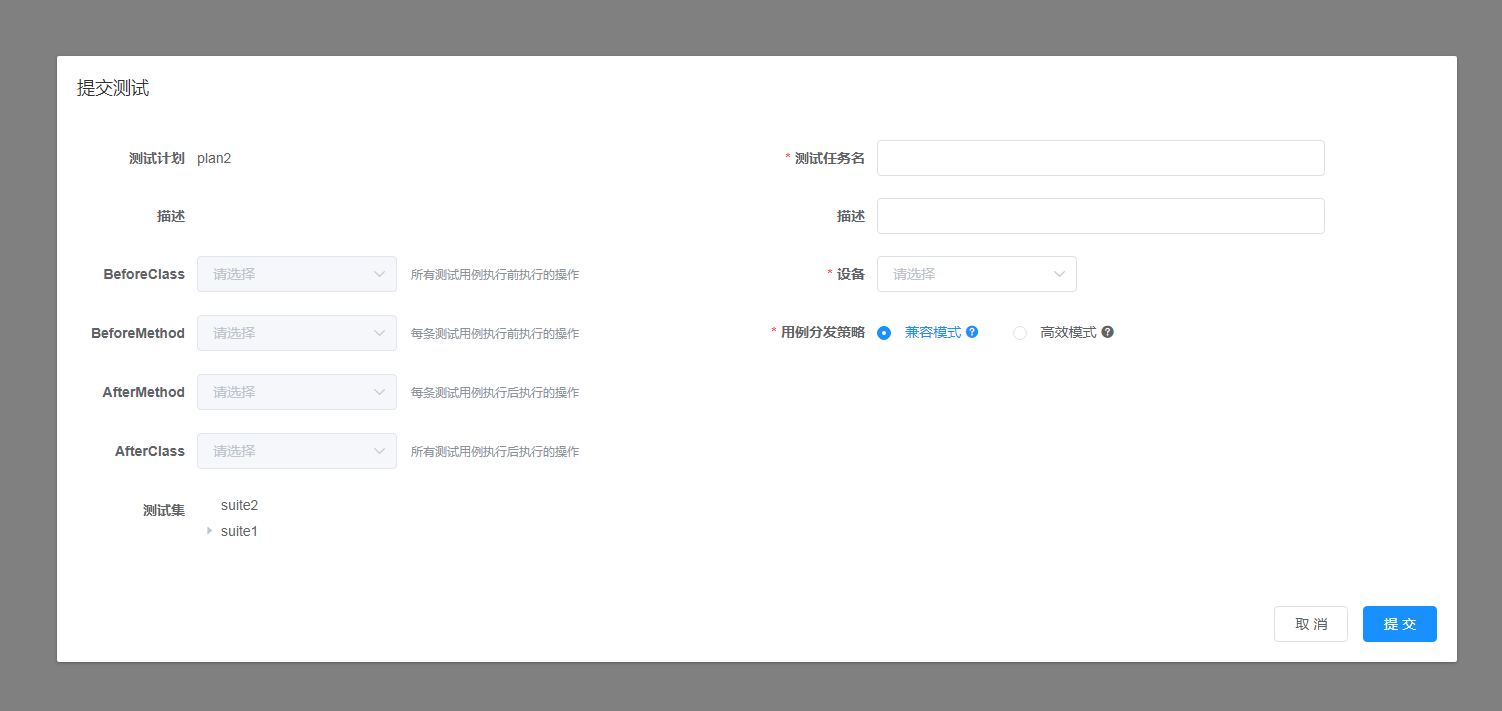 提交测试
测试计划 plan2
描述
BeforeClass 请选择 所有测试用例执行前执行的操作
BeforeMethod 请选择 每条测试用例执行前执行的操作
AfterMethod 请选择 每条测试用例执行后执行的操作
AfterClass 请选择 所有测试用例执行后执行的操作
测试集 suite2
suite1
* 测试任务名
描述
* 设备 请选择
* 用例分发策略 兼容模式 ? 高效模式 ?
取 消 提 交